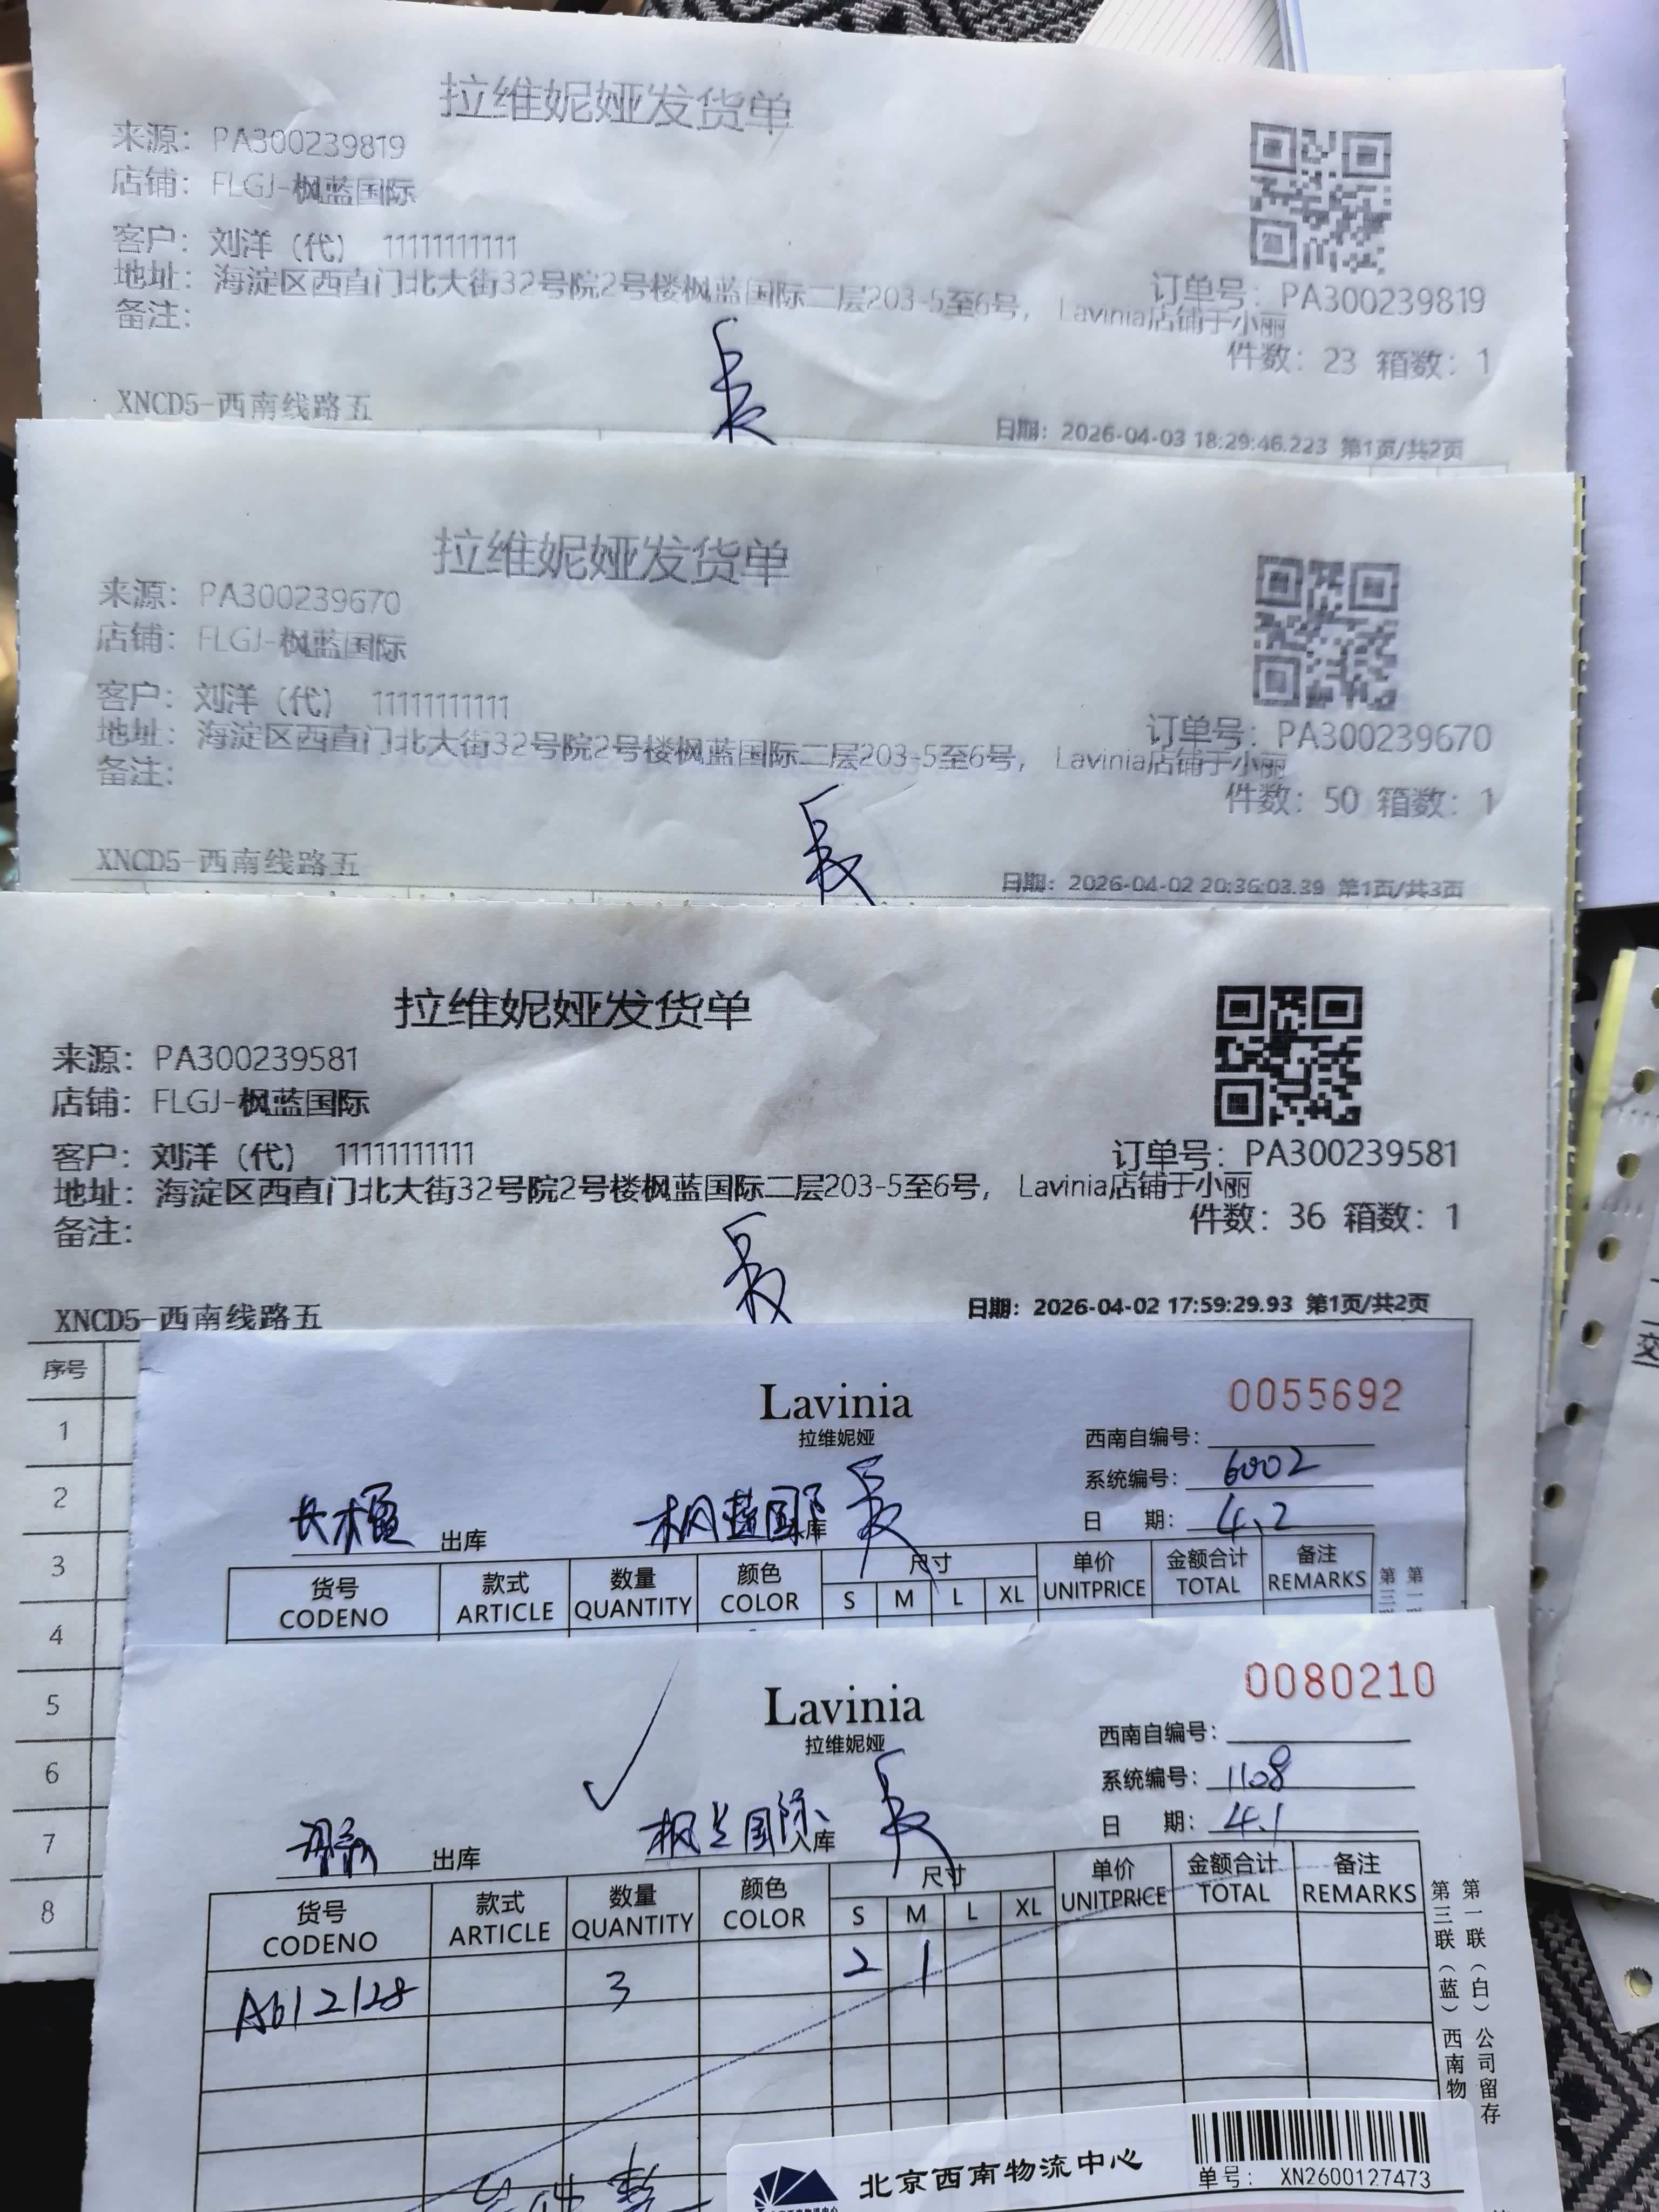 拉维妮娅发货单
来源：PA300239819
店铺：FLGJ-枫蓝国际
客户：刘洋（代） 11111111111
订单号：PA300239819
地址：海淀区西直门北大街32号院2号楼枫蓝国际二层203-5至6号， Lavinia店铺于小丽
备注：
件数：23 箱数：1
XNCD5-西南线路五
日期：2026-04-03 18:29:46.223 第1页/共2页
拉维妮娅发货单
来源：PA300239670
店铺：FLGJ-枫蓝国际
客户：刘洋（代） 11111111111
订单号：PA300239670
地址：海淀区西直门北大街32号院2号楼枫蓝国际二层203-5至6号， Lavinia店铺于小丽
备注：
件数：50 箱数：1
XNCD5-西南线路五
日期：2026-04-02 20:36:03.39 第1页/共3页
拉维妮娅发货单
来源：PA300239581
店铺：FLGJ-枫蓝国际
客户：刘洋（代） 11111111111
订单号：PA300239581
地址：海淀区西直门北大街32号院2号楼枫蓝国际二层203-5至6号， Lavinia店铺于小丽
备注：
件数：36 箱数：1
XNCD5-西南线路五
日期：2026-04-02 17:59:29.93 第1页/共2页
序号
1
2
3
4
5
6
7
8
Lavinia
拉维妮娅
0055692
西南自编号：
系统编号：6002
日 期：4.2
出库 枫蓝国际入库
货号 款式 数量 颜色 尺寸 单价 金额合计 备注
CODENO ARTICLE QUANTITY COLOR S M L XL UNITPRICE TOTAL REMARKS
第一
第三
Lavinia
拉维妮娅
0080210
西南自编号：
系统编号：1108
日 期：4.1
出库 枫兰国际入库
货号 款式 数量 颜色 尺寸 单价 金额合计 备注
CODENO ARTICLE QUANTITY COLOR S M L XL UNITPRICE TOTAL REMARKS
A612128 3 2 1
第一联（白）公司留存
第三联（蓝）西南物
北京西南物流中心
单号： XN2600127473
交